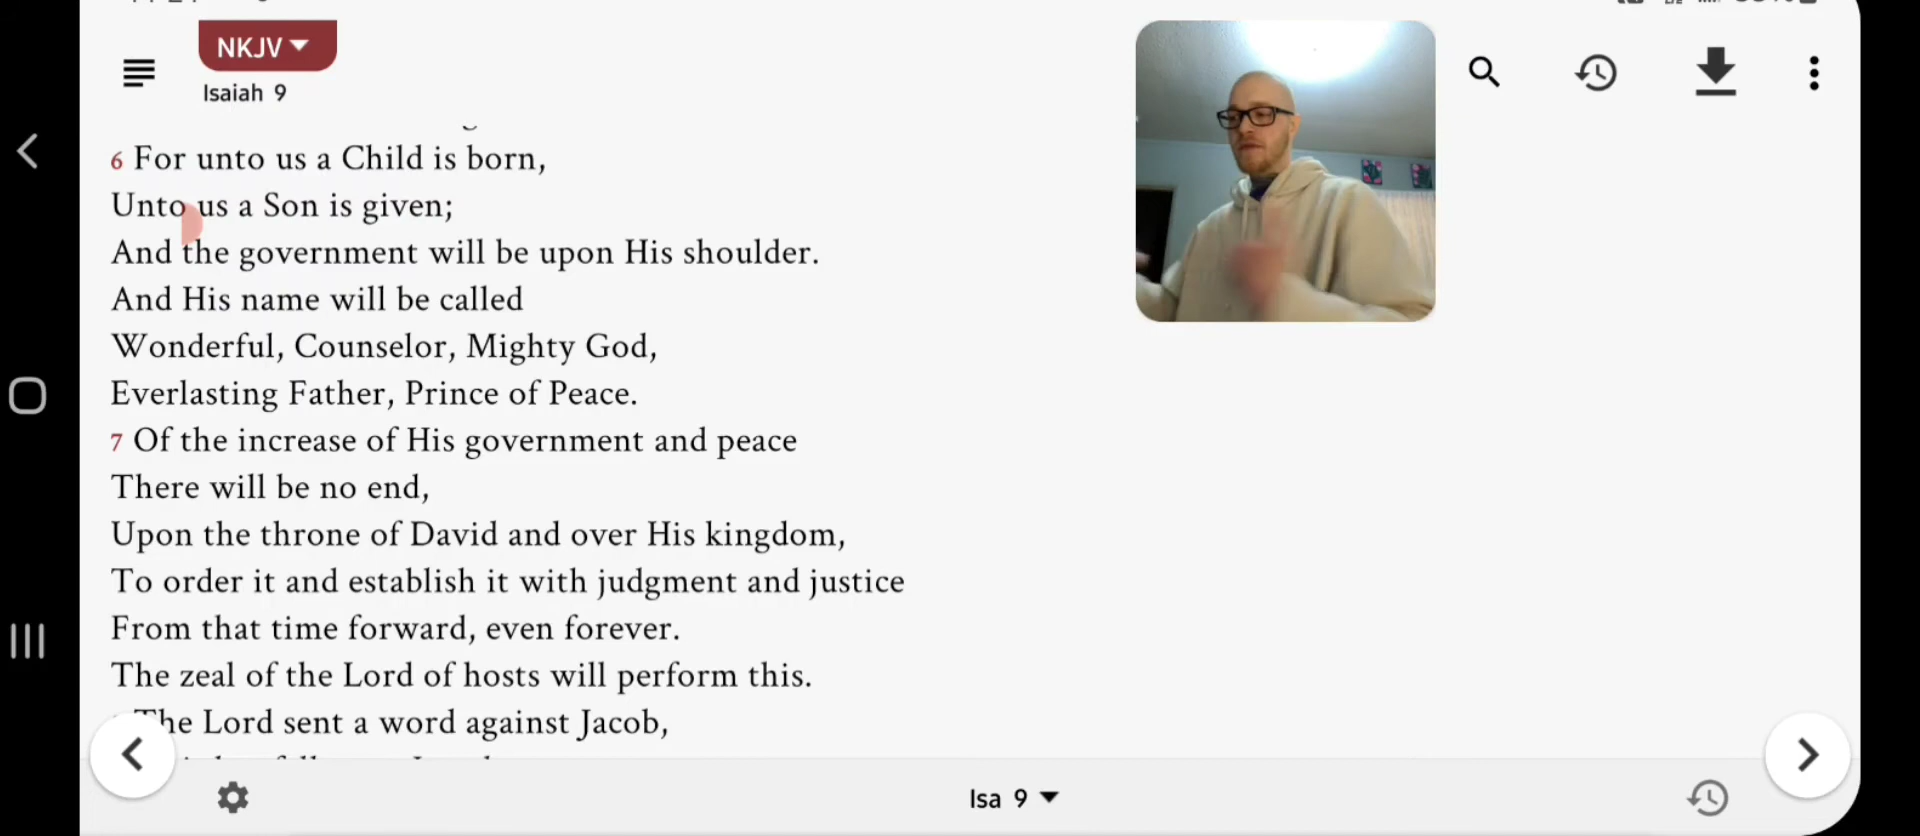 NKJV
Isaiah 9
6 For unto us a Child is born,
Unto us a Son is given;
And the government will be upon His shoulder.
And His name will be called
Wonderful, Counselor, Mighty God,
Everlasting Father, Prince of Peace.
7 Of the increase of His government and peace
There will be no end,
Upon the throne of David and over His kingdom,
To order it and establish it with judgment and justice
From that time forward, even forever.
The zeal of the Lord of hosts will perform this.
The Lord sent a word against Jacob,
Isa 9